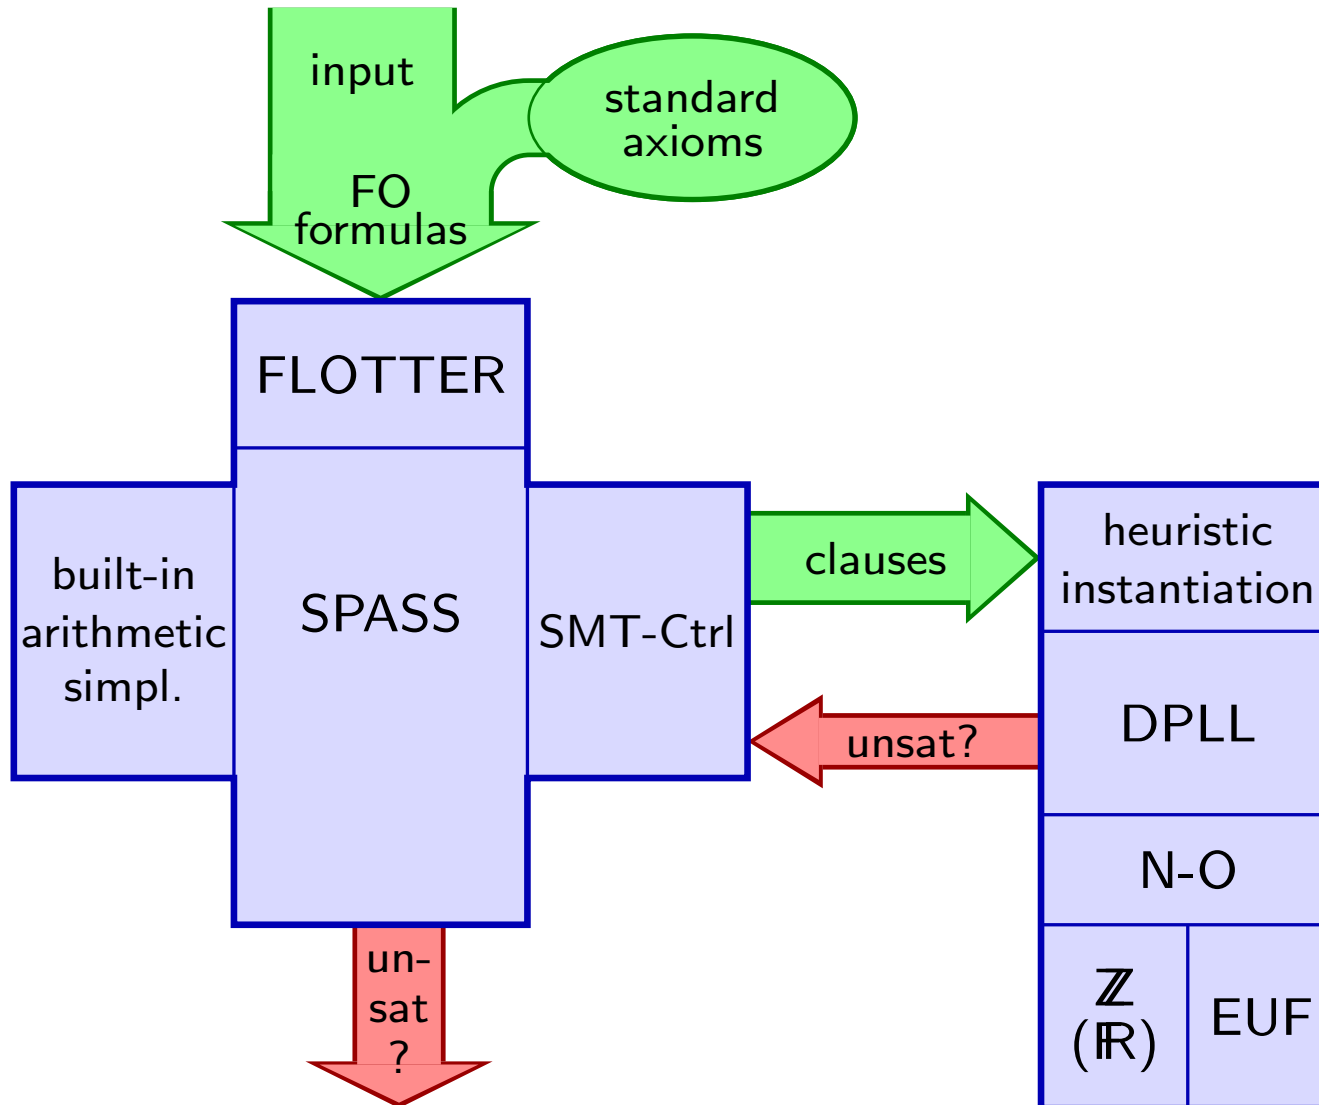 input
standard
axioms
FO
formulas
FLOTTER
built-in
arithmetic
simpl.
SPASS
SMT-Ctrl
clauses
unsat?
heuristic
instantiation
DPLL
N-O
ℤ
(ℝ)
EUF
un-
sat
?